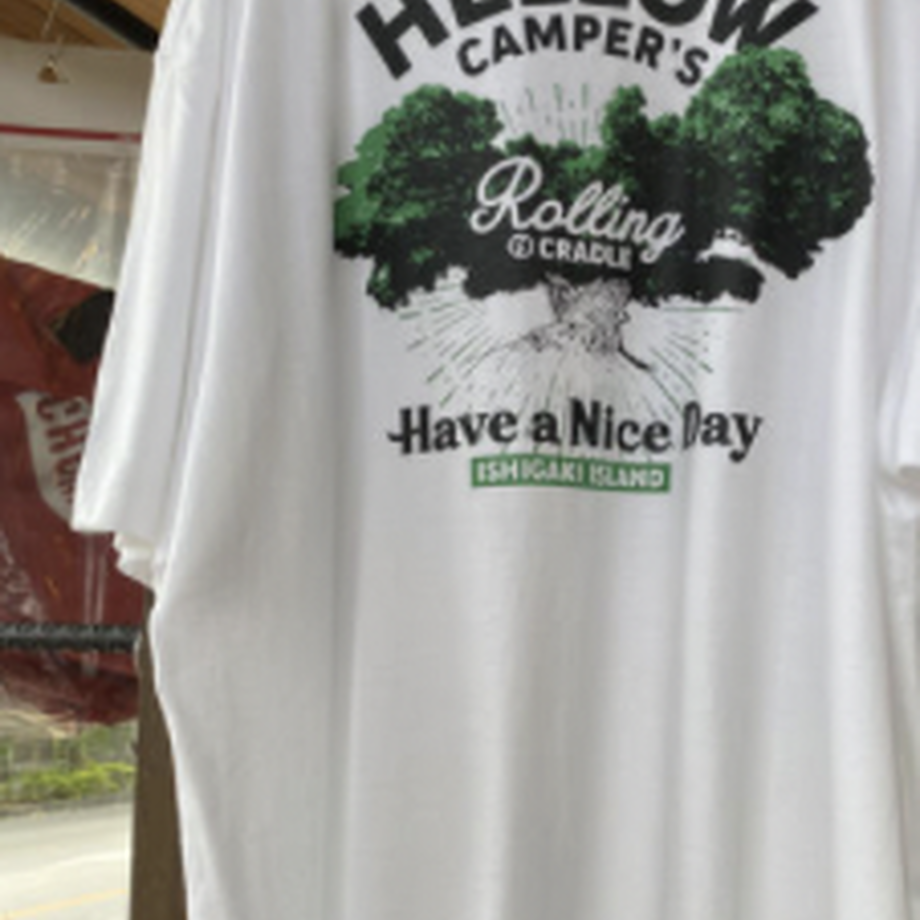 HELLOW
CAMPER'S
Rolling
CRADLE
Have a Nice Day
ISHIGAKI ISLAND